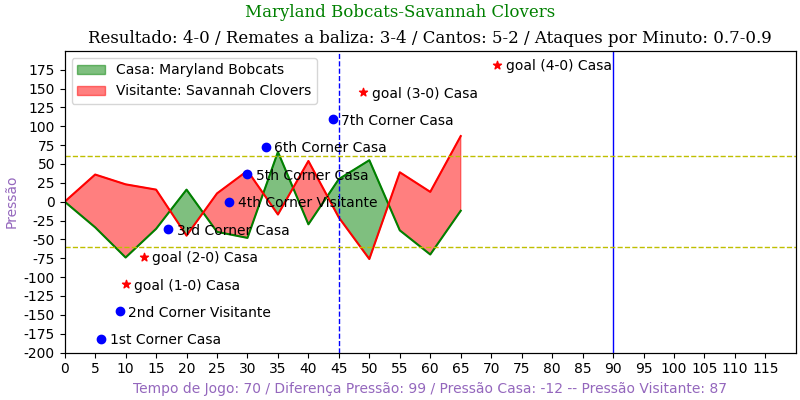 Maryland Bobcats-Savannah Clovers
Resultado: 4-0 / Remates a baliza: 3-4 / Cantos: 5-2 / Ataques por Minuto: 0.7-0.9
Casa: Maryland Bobcats
Visitante: Savannah Clovers
goal (4-0) Casa
goal (3-0) Casa
7th Corner Casa
6th Corner Casa
5th Corner Casa
4th Corner Visitante
3rd Corner Casa
goal (2-0) Casa
goal (1-0) Casa
2nd Corner Visitante
1st Corner Casa
Pressão
175
150
125
100
75
50
25
0
-25
-50
-75
-100
-125
-150
-175
-200
0 5 10 15 20 25 30 35 40 45 50 55 60 65 70 75 80 85 90 95 100 105 110 115
Tempo de Jogo: 70 / Diferença Pressão: 99 / Pressão Casa: -12 -- Pressão Visitante: 87